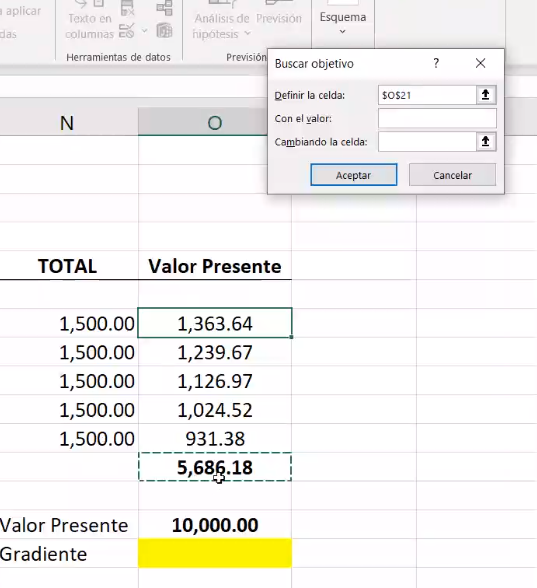 a aplicar
das
Texto en
columnas
Herramientas de datos
Análisis de
hipótesis
Previsión
Previsión
Esquema
Buscar objetivo
?
Definir la celda: $O$21
Con el valor:
Cambiando la celda:
Aceptar Cancelar
N O
TOTAL Valor Presente
1,500.00 1,363.64
1,500.00 1,239.67
1,500.00 1,126.97
1,500.00 1,024.52
1,500.00 931.38
5,686.18
Valor Presente 10,000.00
Gradiente